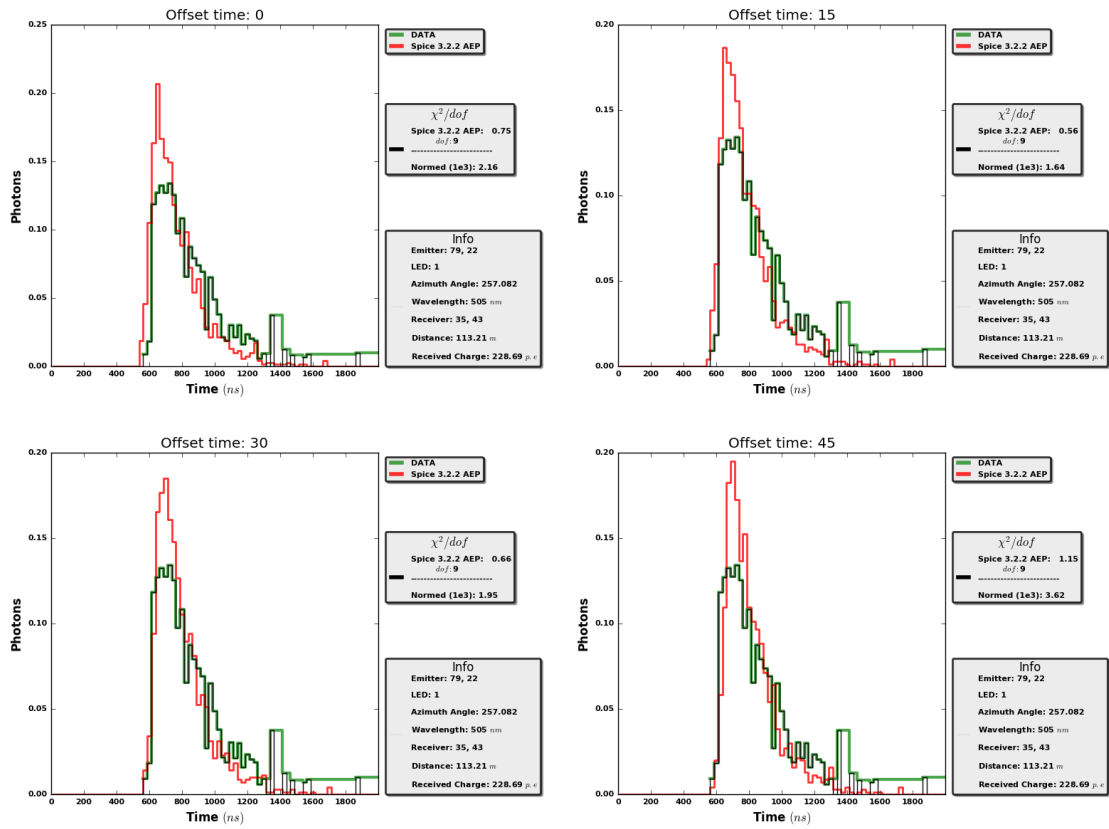 Offset time: 0
0.25
0.20
0.15
0.10
0.05
0.00
Photons
0 200 400 600 800 1000 1200 1400 1600 1800
Time (ns)
DATA
Spice 3.2.2 AEP
χ²/dof
Spice 3.2.2 AEP: 0.75
dof: 9
--------------------------
Normed (1e3): 2.16
Info
Emitter: 79, 22
LED: 1
Azimuth Angle: 257.082
Wavelength: 505 nm
Receiver: 35, 43
Distance: 113.21 m
Received Charge: 228.69 p.e
Offset time: 15
0.20
0.15
0.10
0.05
0.00
Photons
0 200 400 600 800 1000 1200 1400 1600 1800
Time (ns)
DATA
Spice 3.2.2 AEP
χ²/dof
Spice 3.2.2 AEP: 0.56
dof: 9
--------------------------
Normed (1e3): 1.64
Info
Emitter: 79, 22
LED: 1
Azimuth Angle: 257.082
Wavelength: 505 nm
Receiver: 35, 43
Distance: 113.21 m
Received Charge: 228.69 p.e
Offset time: 30
0.20
0.15
0.10
0.05
0.00
Photons
0 200 400 600 800 1000 1200 1400 1600 1800
Time (ns)
DATA
Spice 3.2.2 AEP
χ²/dof
Spice 3.2.2 AEP: 0.66
dof: 9
--------------------------
Normed (1e3): 1.95
Info
Emitter: 79, 22
LED: 1
Azimuth Angle: 257.082
Wavelength: 505 nm
Receiver: 35, 43
Distance: 113.21 m
Received Charge: 228.69 p.e
Offset time: 45
0.20
0.15
0.10
0.05
0.00
Photons
0 200 400 600 800 1000 1200 1400 1600 1800
Time (ns)
DATA
Spice 3.2.2 AEP
χ²/dof
Spice 3.2.2 AEP: 1.15
dof: 9
--------------------------
Normed (1e3): 3.62
Info
Emitter: 79, 22
LED: 1
Azimuth Angle: 257.082
Wavelength: 505 nm
Receiver: 35, 43
Distance: 113.21 m
Received Charge: 228.69 p.e